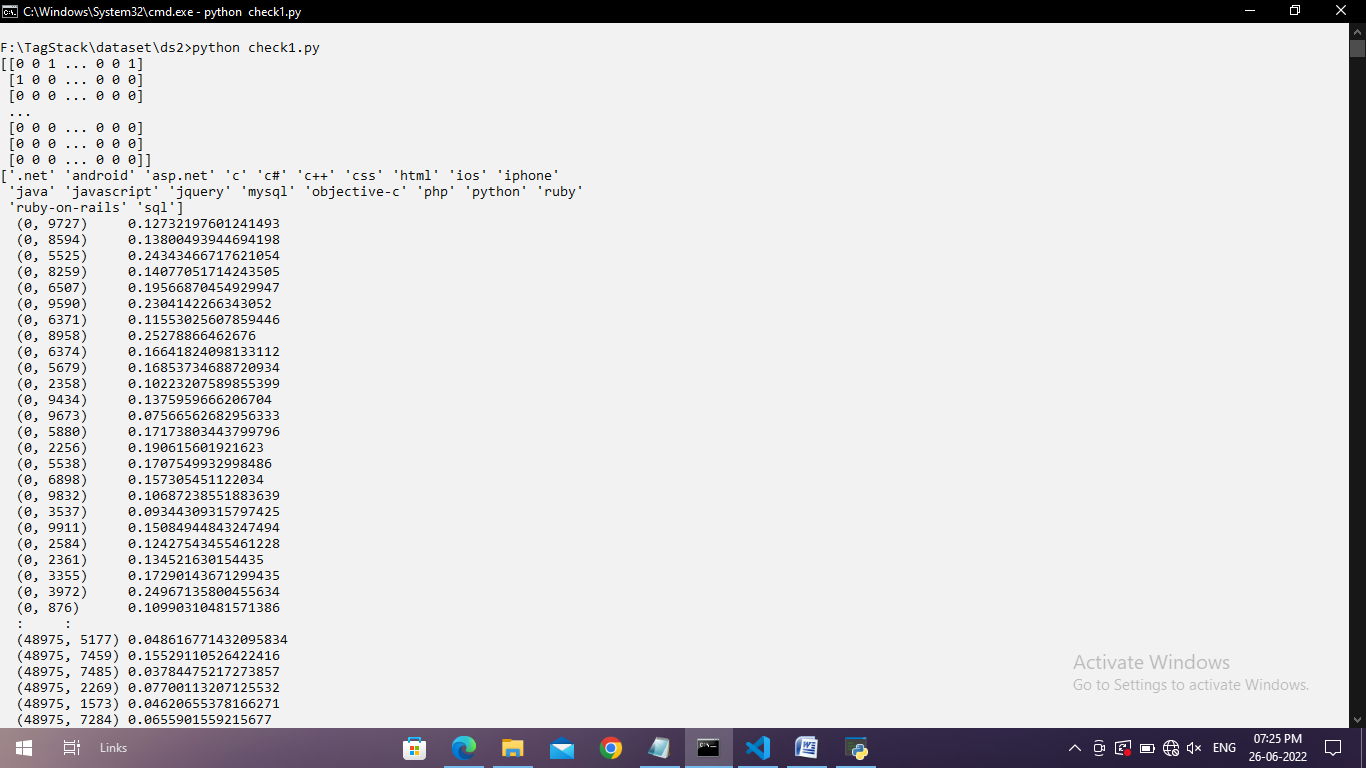 C:\Windows\System32\cmd.exe - python  check1.py
F:\TagStack\dataset\ds2>python check1.py
[[0 0 1 ... 0 0 1]
 [1 0 0 ... 0 0 0]
 [0 0 0 ... 0 0 0]
 ...
 [0 0 0 ... 0 0 0]
 [0 0 0 ... 0 0 0]
 [0 0 0 ... 0 0 0]]
['.net' 'android' 'asp.net' 'c' 'c#' 'c++' 'css' 'html' 'ios' 'iphone'
 'java' 'javascript' 'jquery' 'mysql' 'objective-c' 'php' 'python' 'ruby'
 'ruby-on-rails' 'sql']
  (0, 9727)     0.12732197601241493
  (0, 8594)     0.13800493944694198
  (0, 5525)     0.24343466717621054
  (0, 8259)     0.14077051714243505
  (0, 6507)     0.19566870454929947
  (0, 9590)     0.2304142266343052
  (0, 6371)     0.11553025607859446
  (0, 8958)     0.25278866462676
  (0, 6374)     0.16641824098133112
  (0, 5679)     0.16853734688720934
  (0, 2358)     0.10223207589855399
  (0, 9434)     0.1375959666206704
  (0, 9673)     0.07566562682956333
  (0, 5880)     0.17173803443799796
  (0, 2256)     0.190615601921623
  (0, 5538)     0.1707549932998486
  (0, 6898)     0.157305451122034
  (0, 9832)     0.10687238551883639
  (0, 3537)     0.09344309315797425
  (0, 9911)     0.15084944843247494
  (0, 2584)     0.12427543455461228
  (0, 2361)     0.134521630154435
  (0, 3355)     0.17290143671299435
  (0, 3972)     0.24967135800455634
  (0, 876)      0.10990310481571386
  :     :
  (48975, 5177) 0.048616771432095834
  (48975, 7459) 0.15529110526422416
  (48975, 7485) 0.03784475217273857
  (48975, 2269) 0.07700113207125532
  (48975, 1573) 0.04620655378166271
  (48975, 7284) 0.0655901559215677
Activate Windows
Go to Settings to activate Windows.
Links
ENG
07:25 PM
26-06-2022